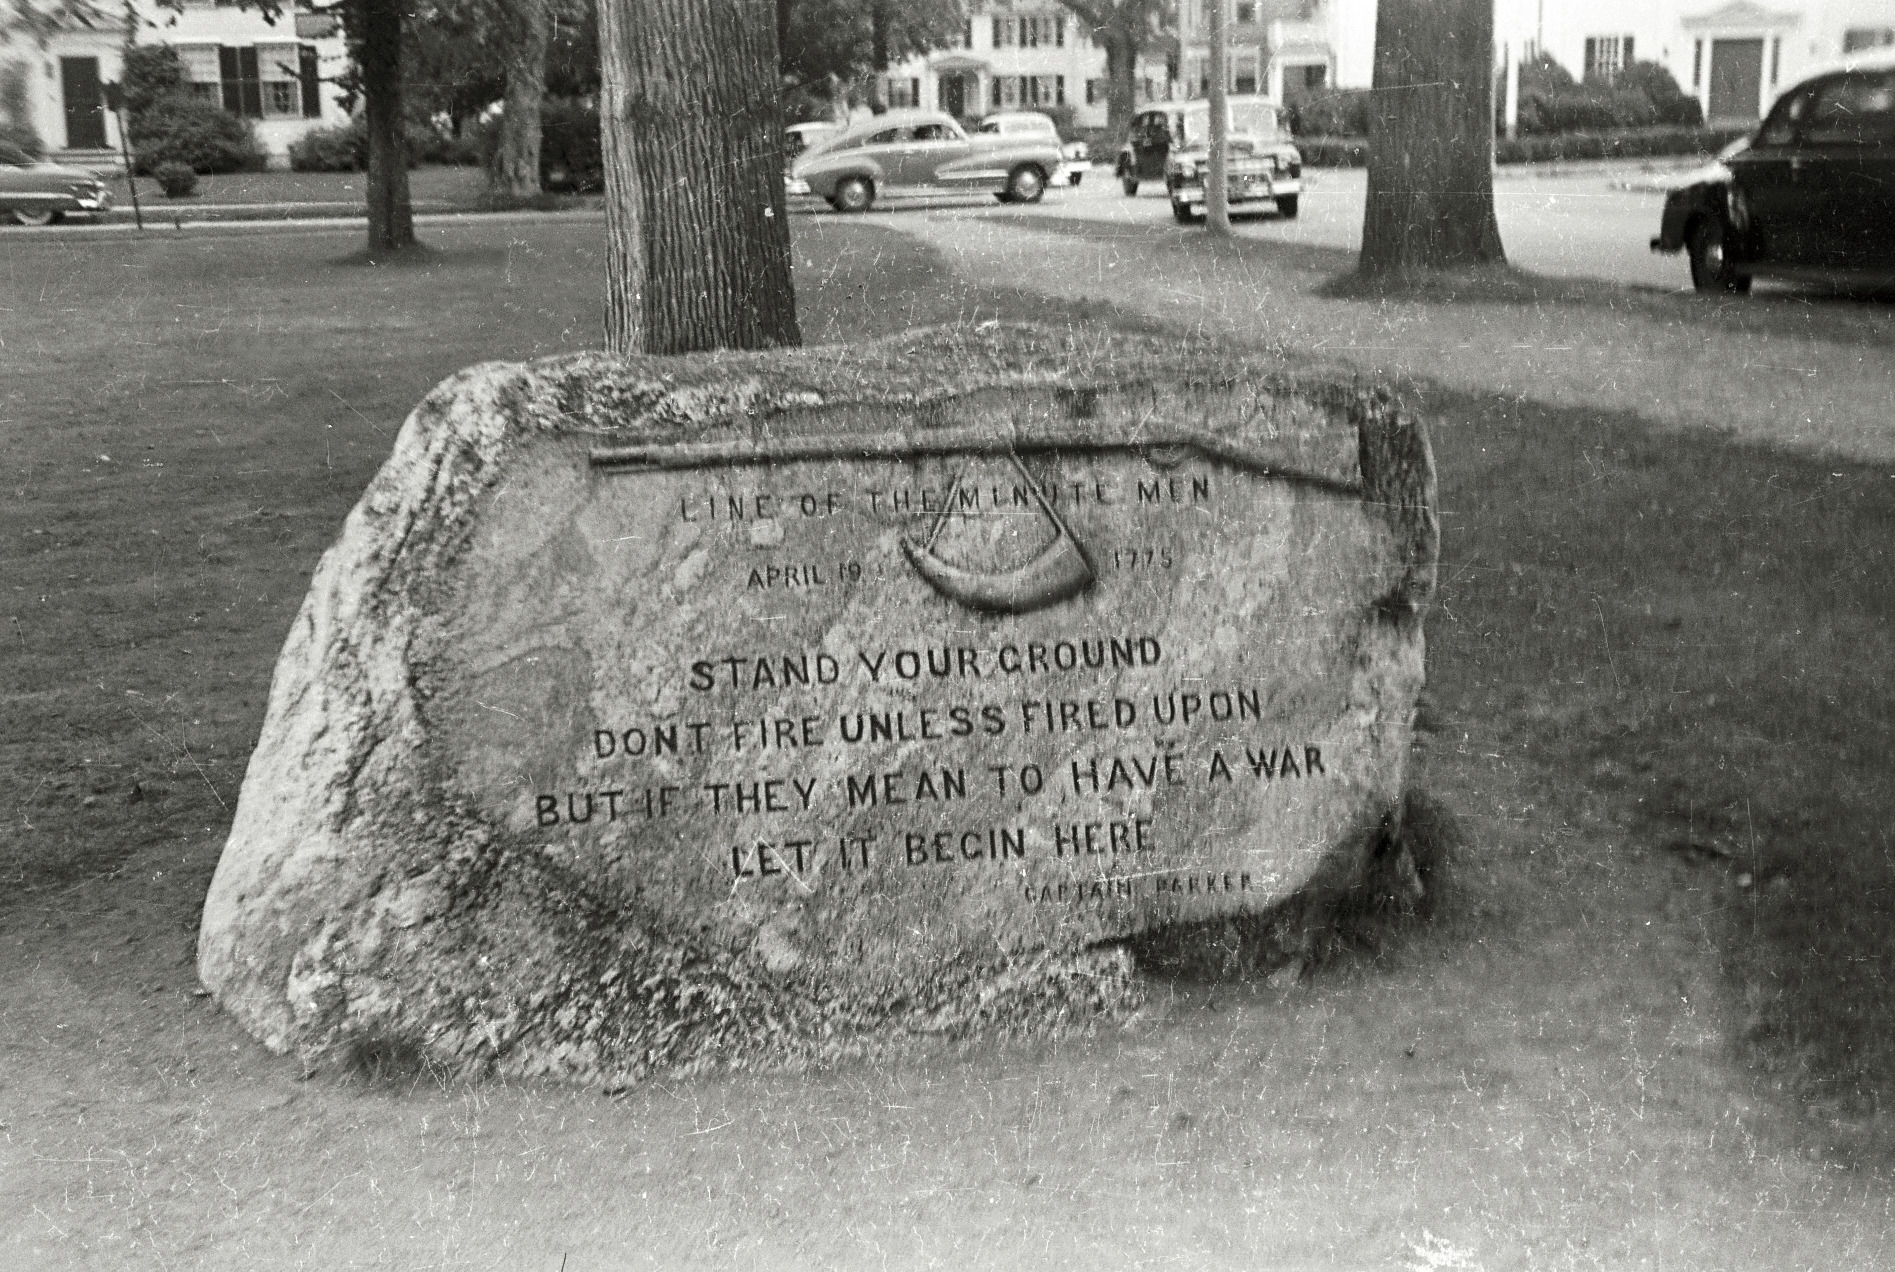 LINE OF THE MINUTE MEN
APRIL 19 1775
STAND YOUR GROUND
DONT FIRE UNLESS FIRED UPON
BUT IF THEY MEAN TO HAVE A WAR
LET IT BEGIN HERE
CAPTAIN PARKER